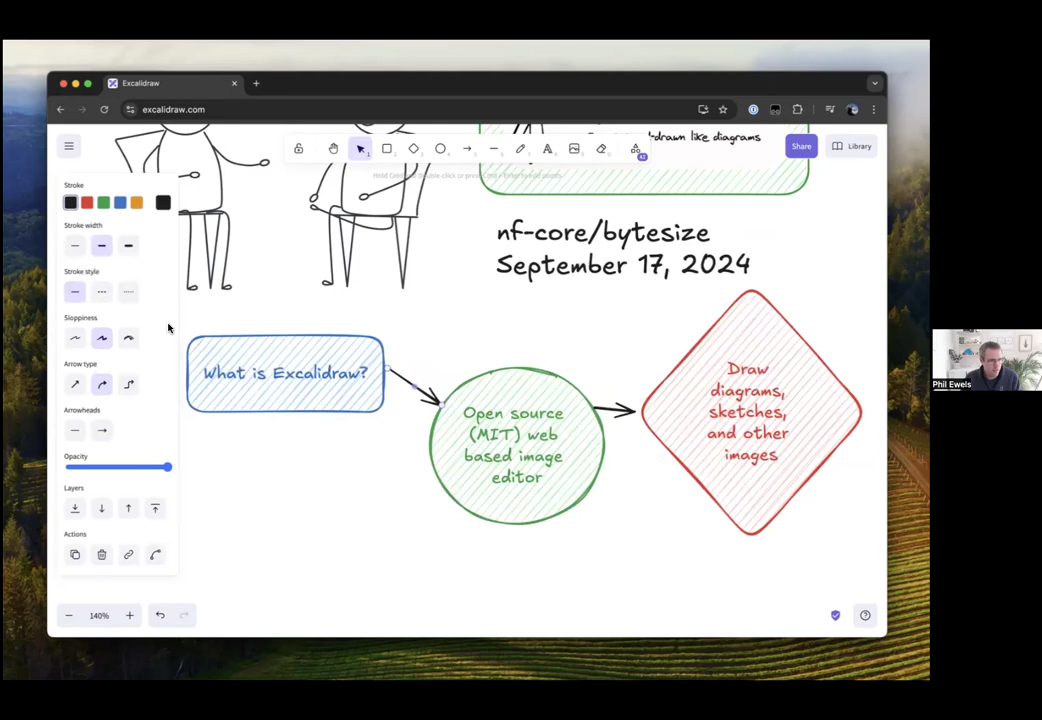 Excalidraw
excalidraw.com
drawn like diagrams
Share
Library
nf-core/bytesize
September 17, 2024
Stroke
Stroke width
Stroke style
Sloppiness
Arrow type
Arrowheads
Opacity
Layers
Actions
What is Excalidraw?
Open source
(MIT) web
based image
editor
Draw
diagrams,
sketches,
and other
images
140%
Phil Ewels